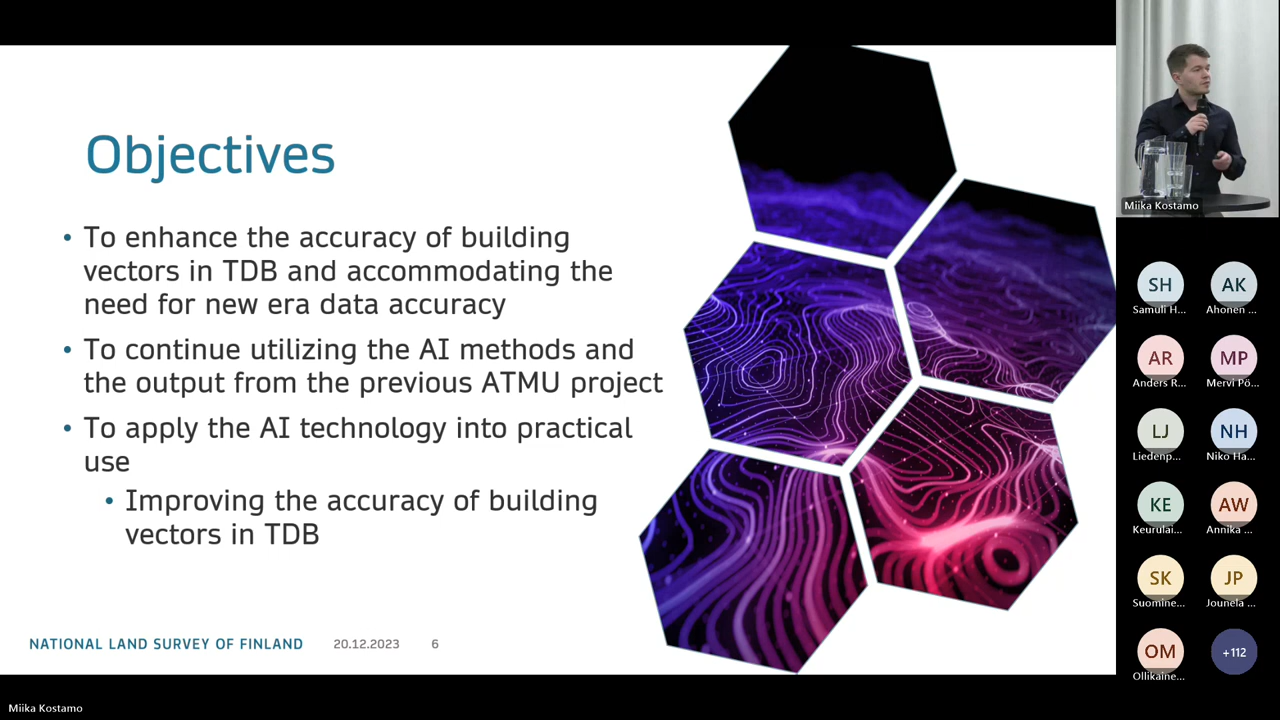 Objectives
• To enhance the accuracy of building
vectors in TDB and accommodating the
need for new era data accuracy
• To continue utilizing the AI methods and
the output from the previous ATMU project
• To apply the AI technology into practical
use
• Improving the accuracy of building
vectors in TDB
NATIONAL LAND SURVEY OF FINLAND 20.12.2023 6
Miika Kostamo
Miika Kostamo
SH AK
Samuli H... Ahonen ...
AR MP
Anders R... Mervi Pö...
LJ NH
Liedenp... Niko Ha...
KE AW
Keurulai... Annika ...
SK JP
Suomine... Jounela ...
OM +112
Ollikaine...